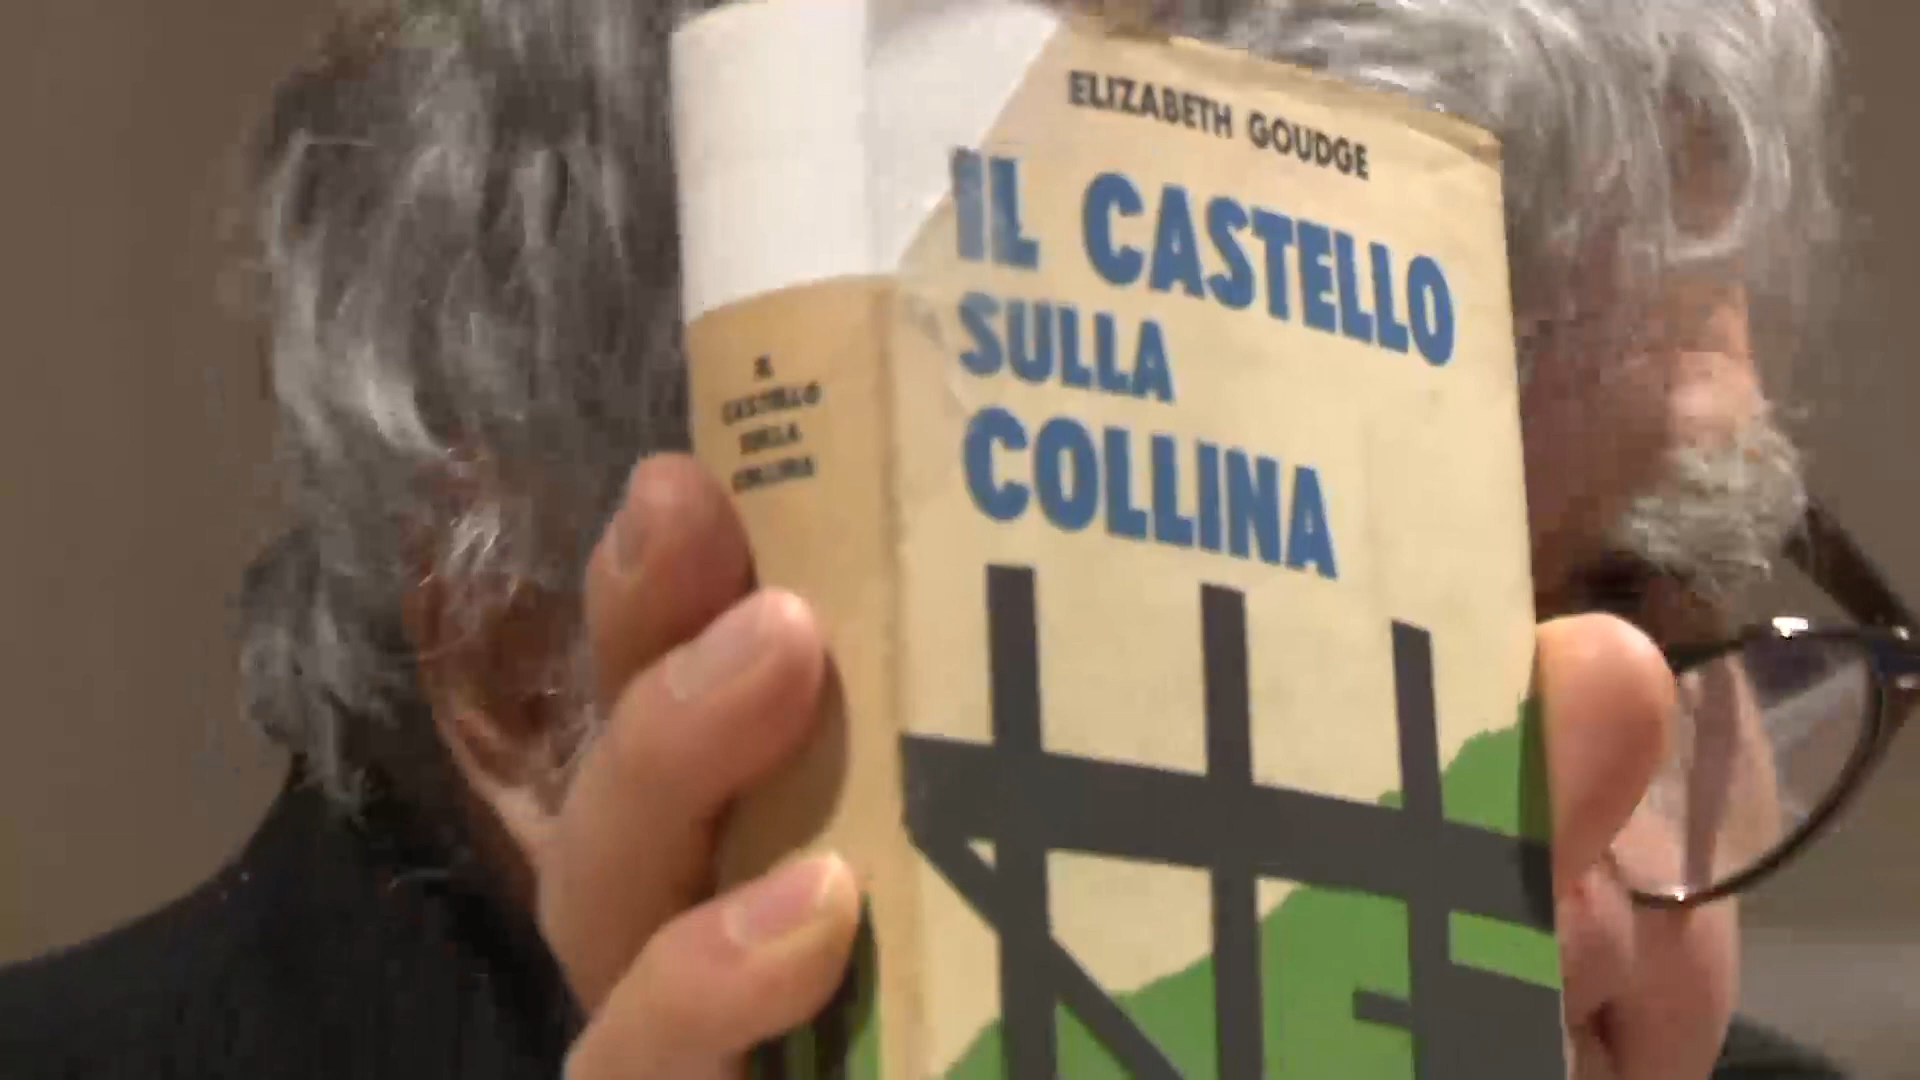 ELIZABETH GOUDGE
IL CASTELLO
SULLA
COLLINA
IL
CASTELLO
SULLA
COLLINA